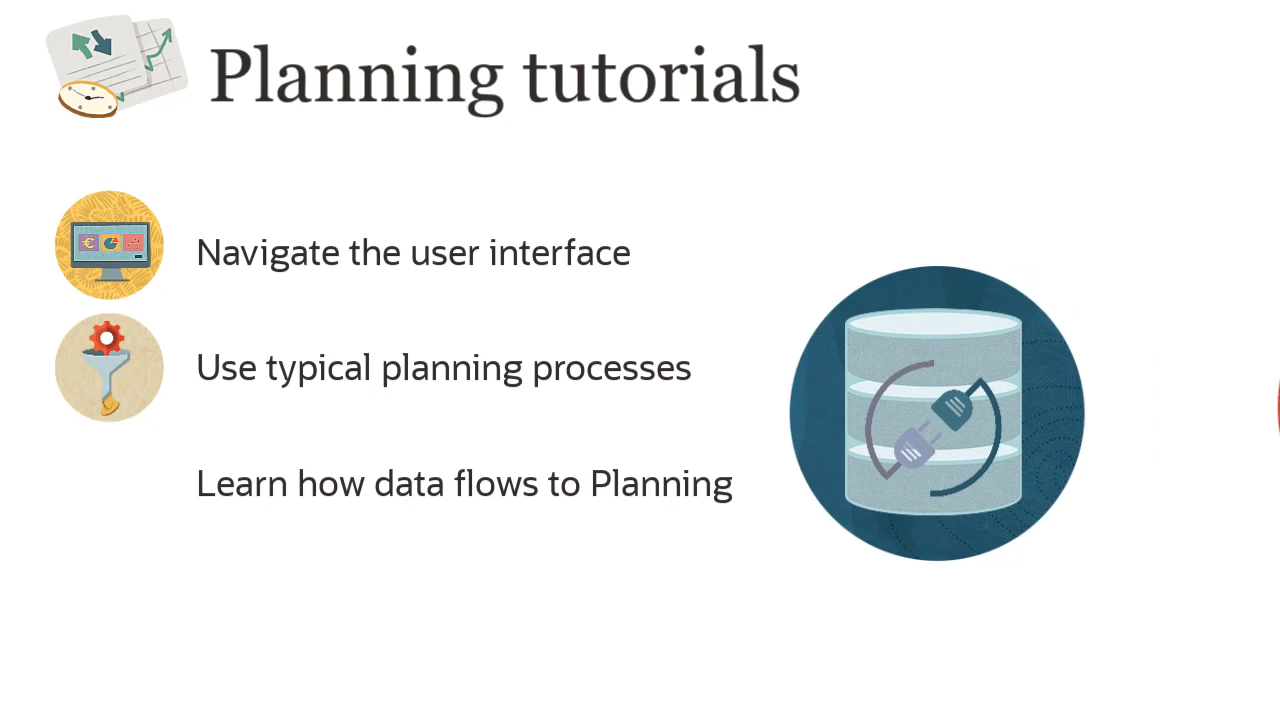 Planning tutorials
Navigate the user interface
Use typical planning processes
Learn how data flows to Planning